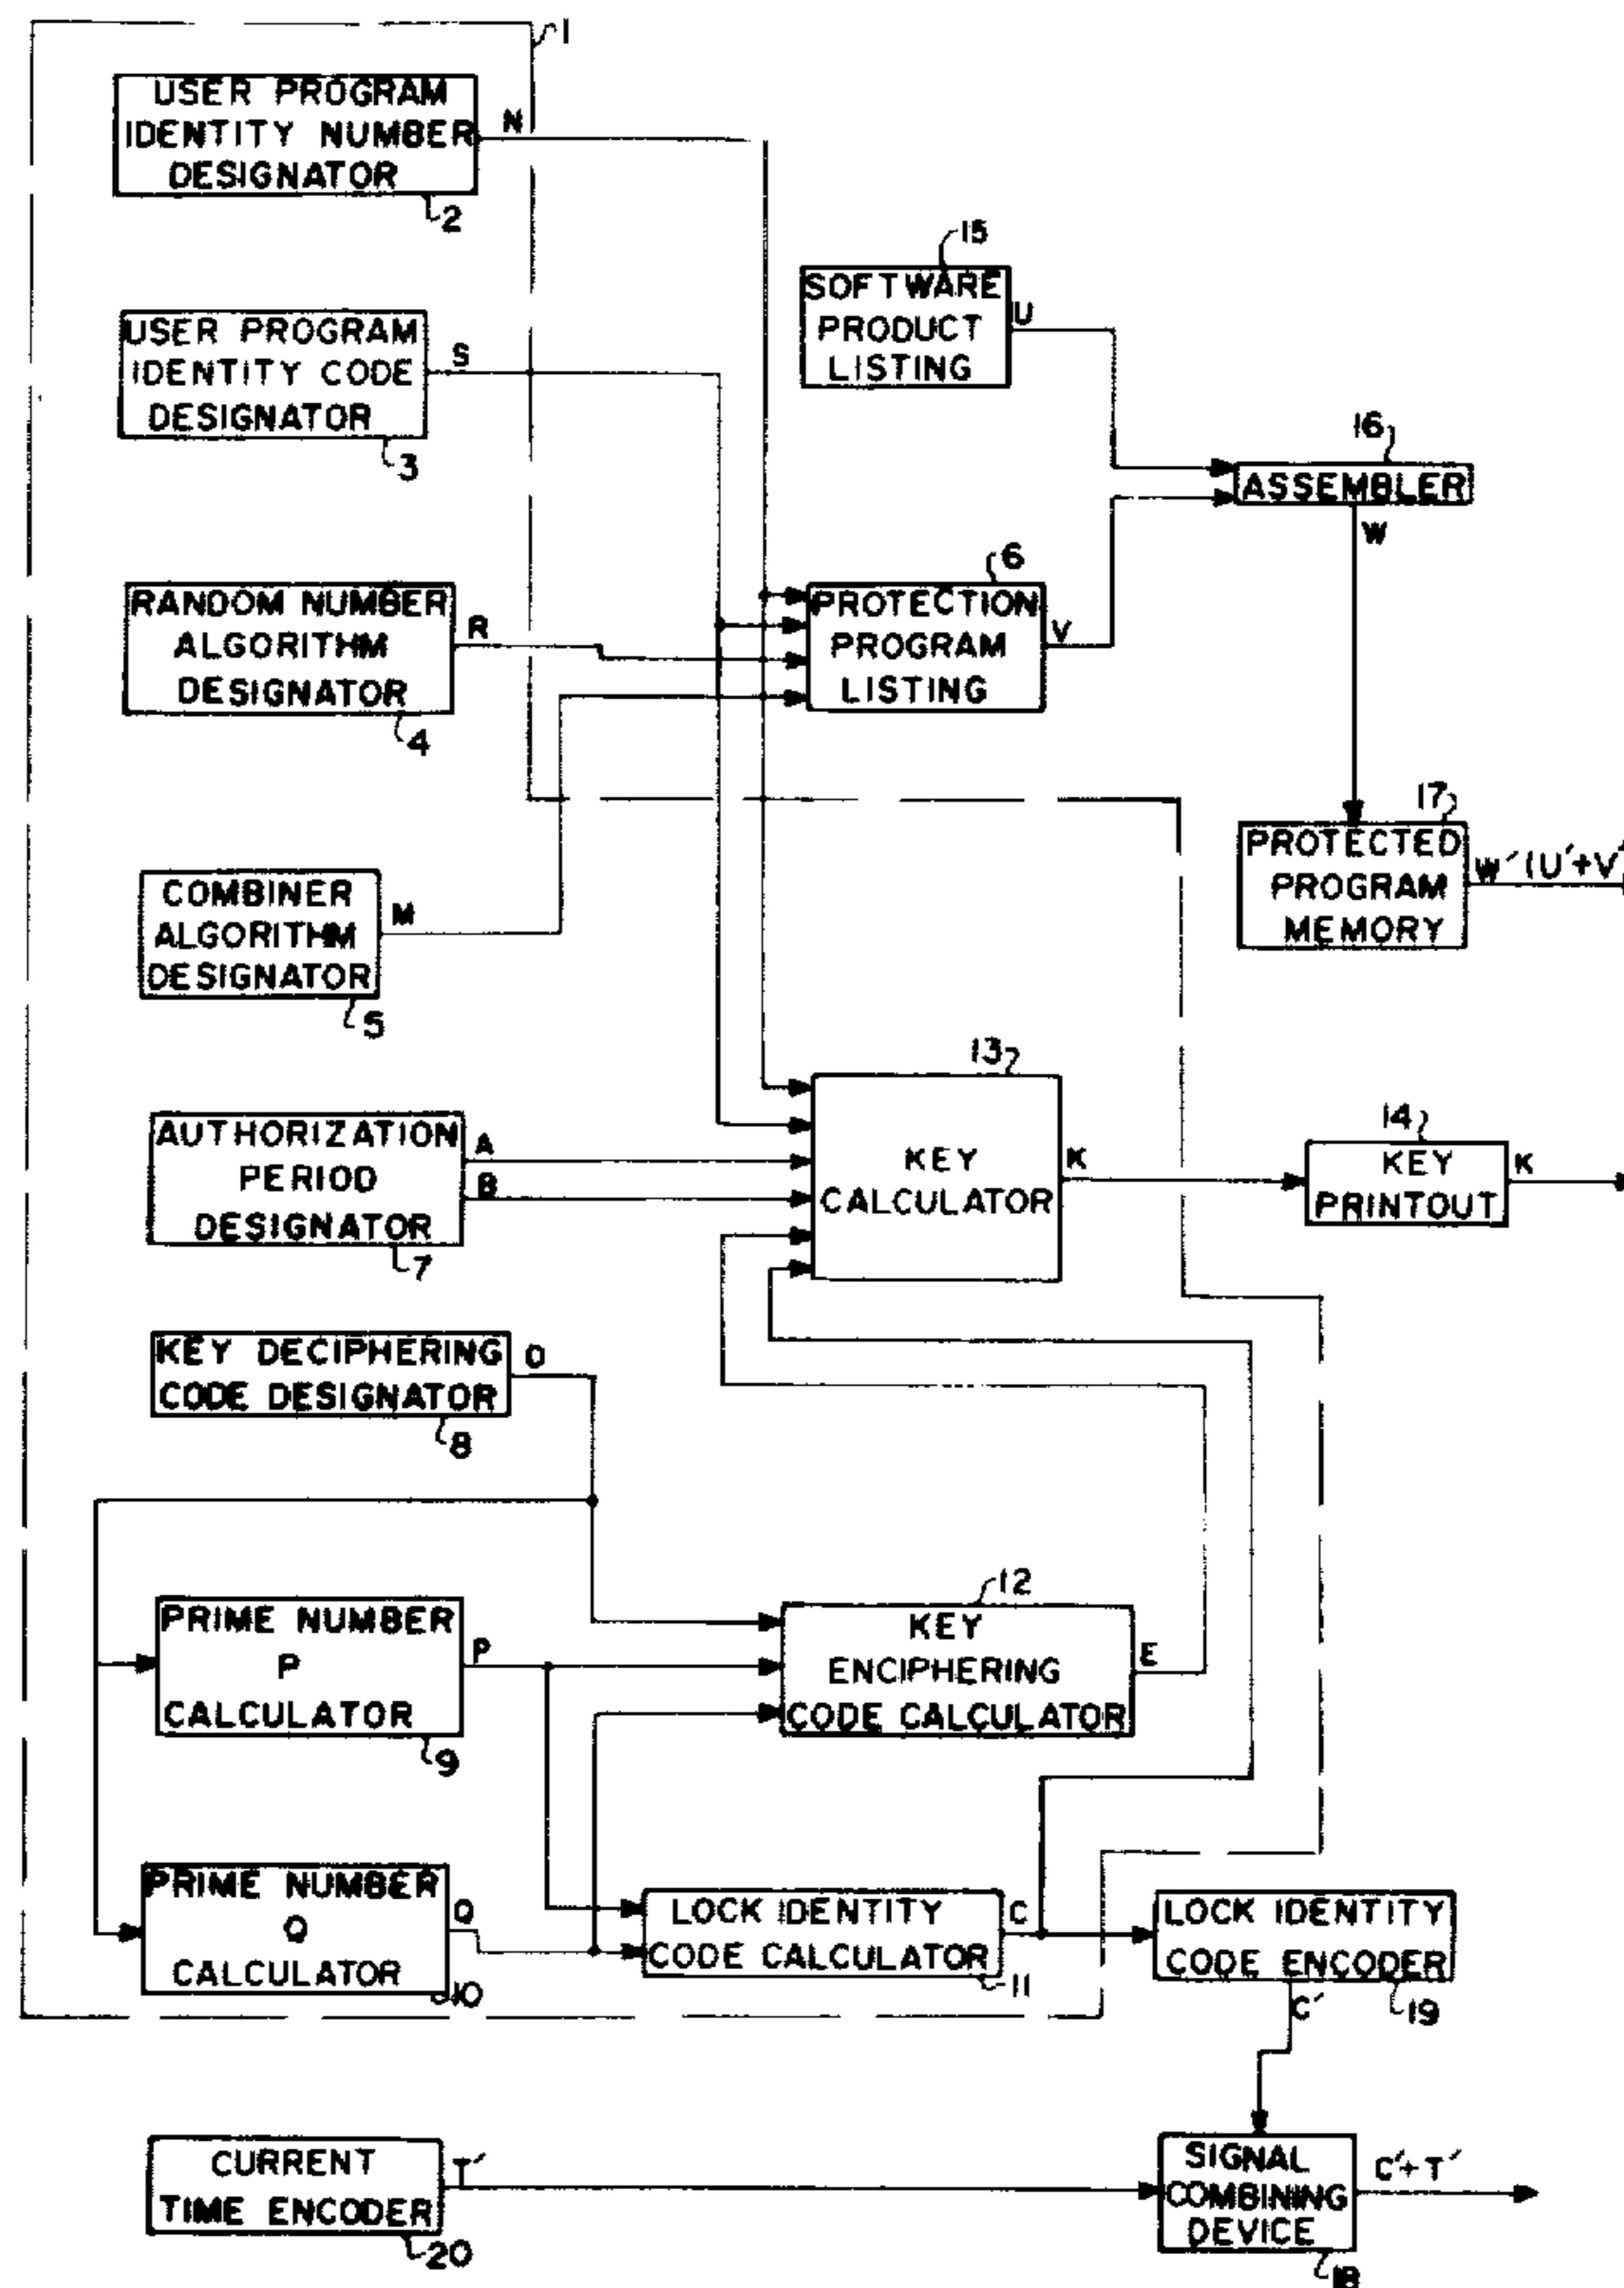 1
USER PROGRAM
IDENTITY NUMBER
DESIGNATOR
N
2
USER PROGRAM
IDENTITY CODE
DESIGNATOR
S
3
15
SOFTWARE
PRODUCT
LISTING
U
16
ASSEMBLER
W
RANDOM NUMBER
ALGORITHM
DESIGNATOR
R
4
6
PROTECTION
PROGRAM
LISTING
V
17
PROTECTED
PROGRAM
MEMORY
W' (U'+V'
COMBINER
ALGORITHM
DESIGNATOR
M
5
AUTHORIZATION
PERIOD
DESIGNATOR
A
B
7
13
KEY
CALCULATOR
K
14
KEY
PRINTOUT
K
KEY DECIPHERING
CODE DESIGNATOR
D
8
PRIME NUMBER
P
CALCULATOR
P
9
12
KEY
ENCIPHERING
CODE CALCULATOR
E
PRIME NUMBER
Q
CALCULATOR
Q
10
LOCK IDENTITY
CODE CALCULATOR
C
11
LOCK IDENTITY
CODE ENCODER
C'
19
CURRENT
TIME ENCODER
T'
20
SIGNAL
COMBINING
DEVICE
C'+T'
18